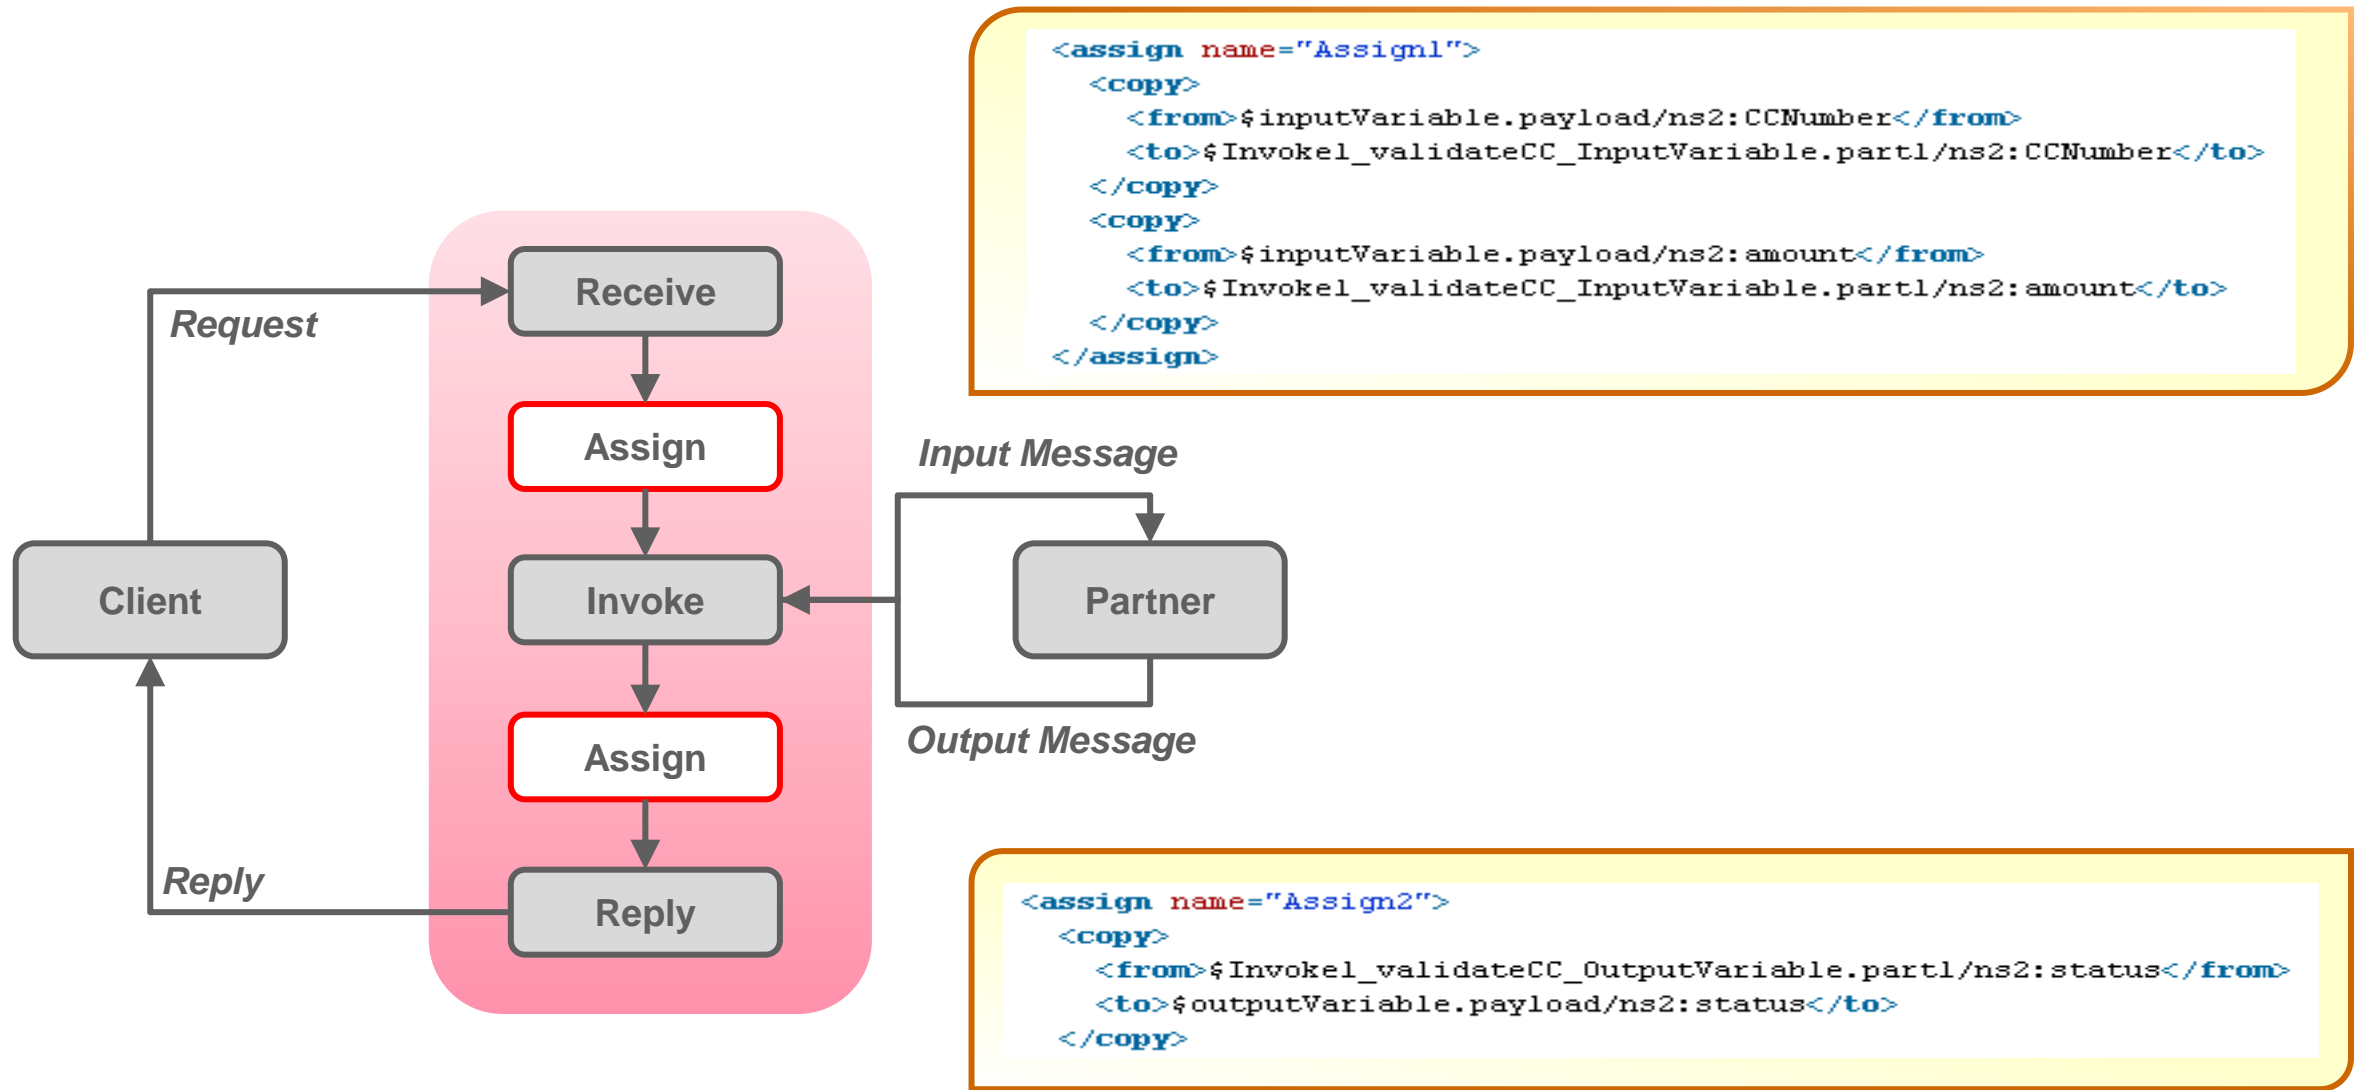 <assign name="Assign1">
<copy>
<from>$inputVariable.payload/ns2:CCNumber</from>
<to>$Invoke1_validateCC_InputVariable.part1/ns2:CCNumber</to>
</copy>
<copy>
<from>$inputVariable.payload/ns2:amount</from>
<to>$Invoke1_validateCC_InputVariable.part1/ns2:amount</to>
</copy>
</assign>
Receive
Request
Assign
Input Message
Client
Invoke
Partner
Assign
Output Message
Reply
Reply
<assign name="Assign2">
<copy>
<from>$Invoke1_validateCC_OutputVariable.part1/ns2:status</from>
<to>$outputVariable.payload/ns2:status</to>
</copy>